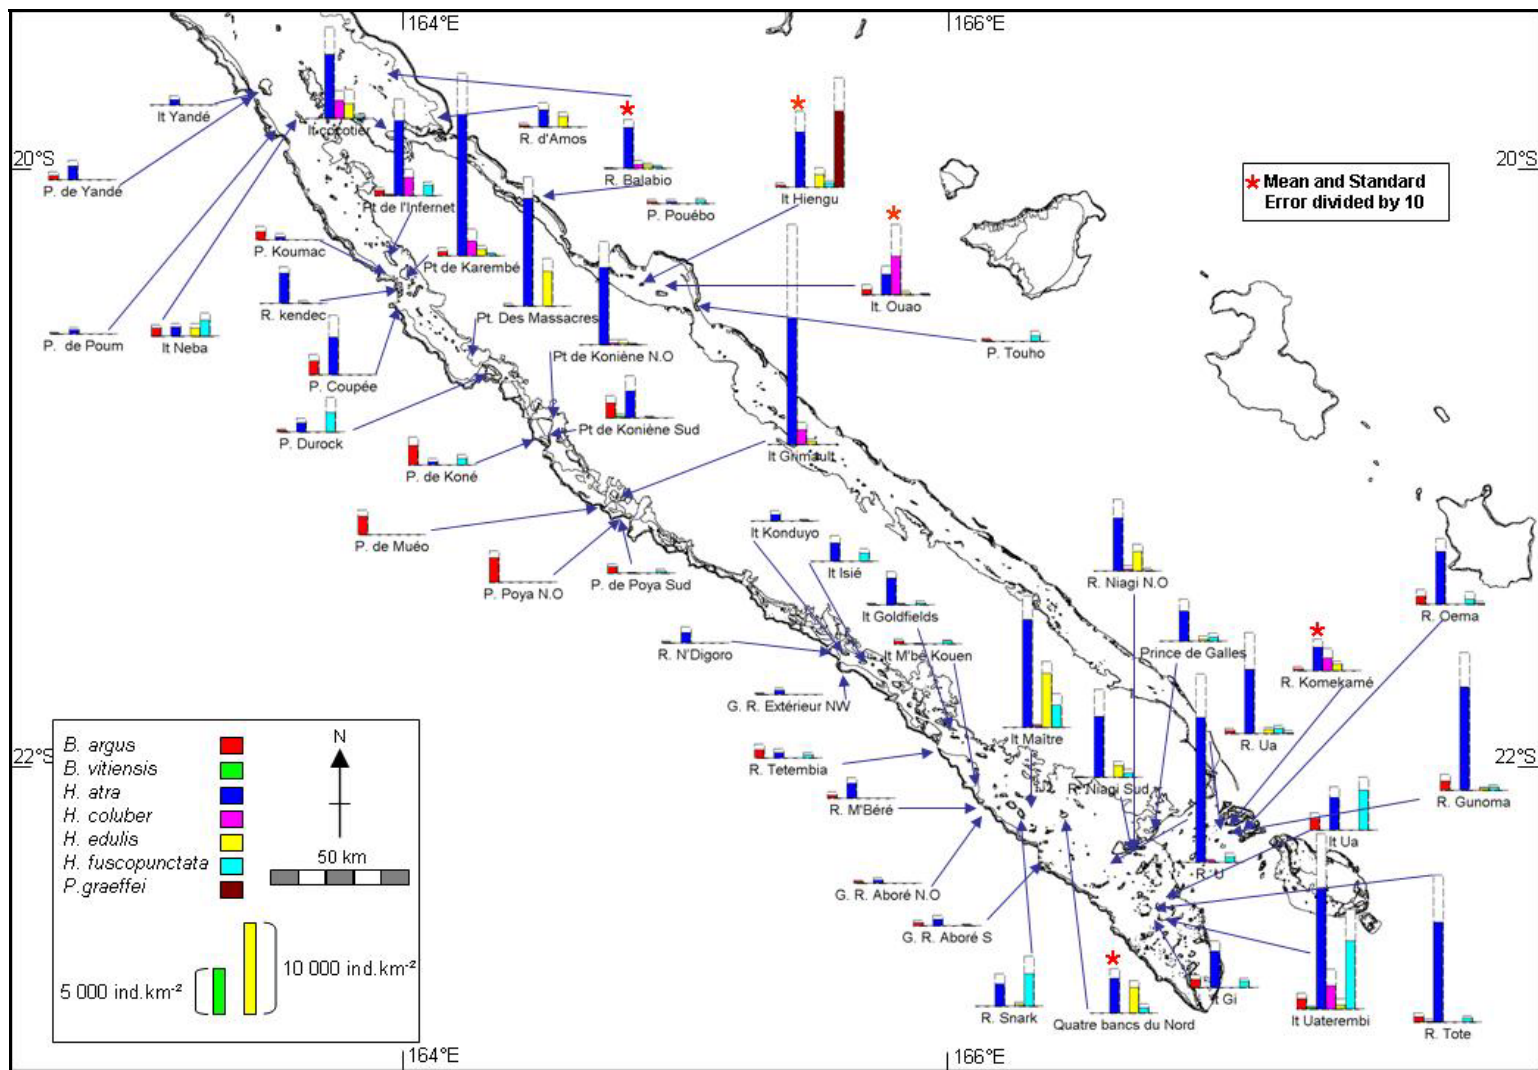 164°E
166°E
It Yandé
It cocotier
R. d'Amos
20°S
20°S
P. de Yandé
R. Balabio
It Hiengu
* Mean and Standard
Error divided by 10
Pt de l'Infernet
P. Pouébo
P. Koumac
Pt de Karembé
R. kendec
It. Ouao
Pt. Des Massacres
P. de Poum
It Neba
Pt de Koniène N.O
P. Touho
P. Coupée
P. Durock
Pt de Koniène Sud
It Grimault
P. de Koné
It Konduyo
P. de Muéo
It Isié
P. Poya N.O
P. de Poya Sud
R. Niagi N.O
It Goldfields
R. Oema
R. N'Digoro
It M'bé Kouen
Prince de Galles
R. Komekamé
G. R. Extérieur NW
It Maître
R. Ua
22°S
22°S
R. Tetembia
R. Niagi Sud
R. Gunoma
R. M'Béré
It Ua
R. U
G. R. Aboré N.O
G. R. Aboré S
It Gi
R. Snark
Quatre bancs du Nord
It Uaterembi
R. Tote
B. argus
B. vitiensis
H. atra
H. coluber
H. edulis
H. fuscopunctata
P.graeffei
N
50 km
5 000 ind.km-²
10 000 ind.km-²
164°E
166°E